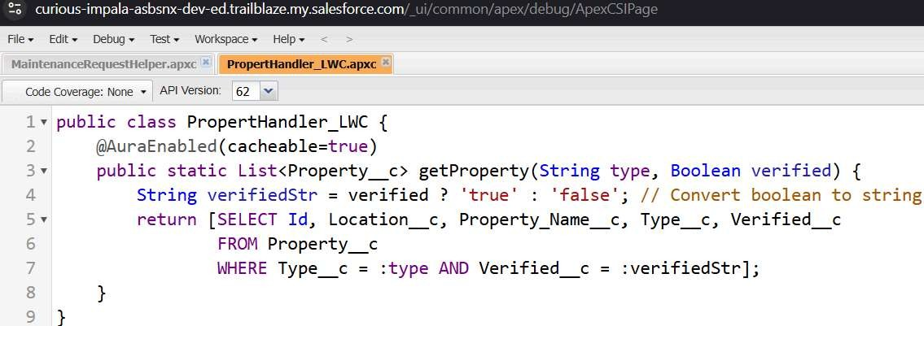 curious-impala-asbsnx-dev-ed.trailblaze.my.salesforce.com/_ui/common/apex/debug/ApexCSIPage
File Edit Debug Test Workspace Help < >
MaintenanceRequestHelper.apxc PropertHandler_LWC.apxc
Code Coverage: None API Version: 62
1 public class PropertHandler_LWC {
2 @AuraEnabled(cacheable=true)
3 public static List<Property__c> getProperty(String type, Boolean verified) {
4 String verifiedStr = verified ? 'true' : 'false'; // Convert boolean to string
5 return [SELECT Id, Location__c, Property_Name__c, Type__c, Verified__c
6 FROM Property__c
7 WHERE Type__c = :type AND Verified__c = :verifiedStr];
8 }
9 }